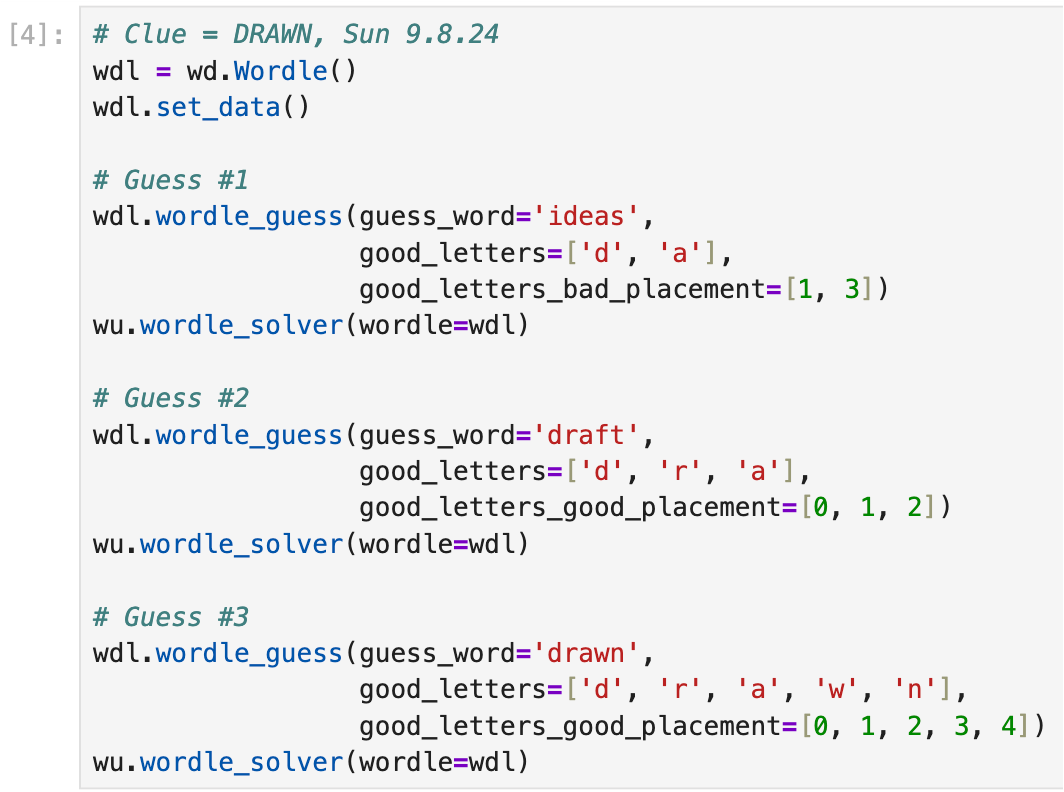 [4]: # Clue = DRAWN, Sun 9.8.24
wdl = wd.Wordle()
wdl.set_data()
# Guess #1
wdl.wordle_guess(guess_word='ideas',
good_letters=['d', 'a'],
good_letters_bad_placement=[1, 3])
wu.wordle_solver(wordle=wdl)
# Guess #2
wdl.wordle_guess(guess_word='draft',
good_letters=['d', 'r', 'a'],
good_letters_good_placement=[0, 1, 2])
wu.wordle_solver(wordle=wdl)
# Guess #3
wdl.wordle_guess(guess_word='drawn',
good_letters=['d', 'r', 'a', 'w', 'n'],
good_letters_good_placement=[0, 1, 2, 3, 4])
wu.wordle_solver(wordle=wdl)